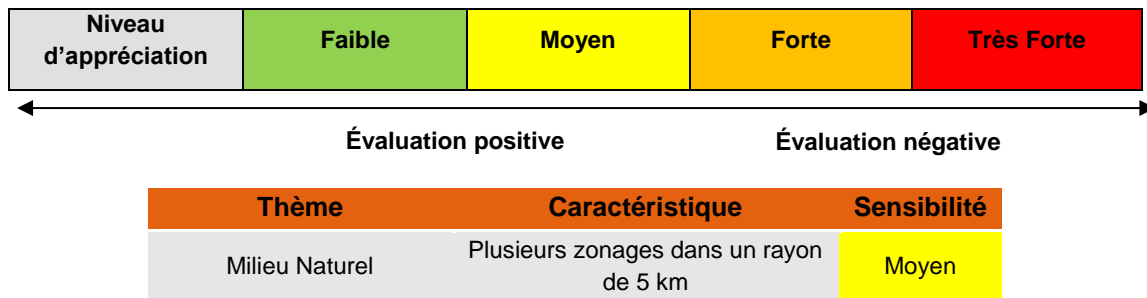 Niveau
d’appréciation
Faible
Moyen
Forte
Très Forte
Évaluation positive
Évaluation négative
Thème
Caractéristique
Sensibilité
Milieu Naturel
Plusieurs zonages dans un rayon
de 5 km
Moyen